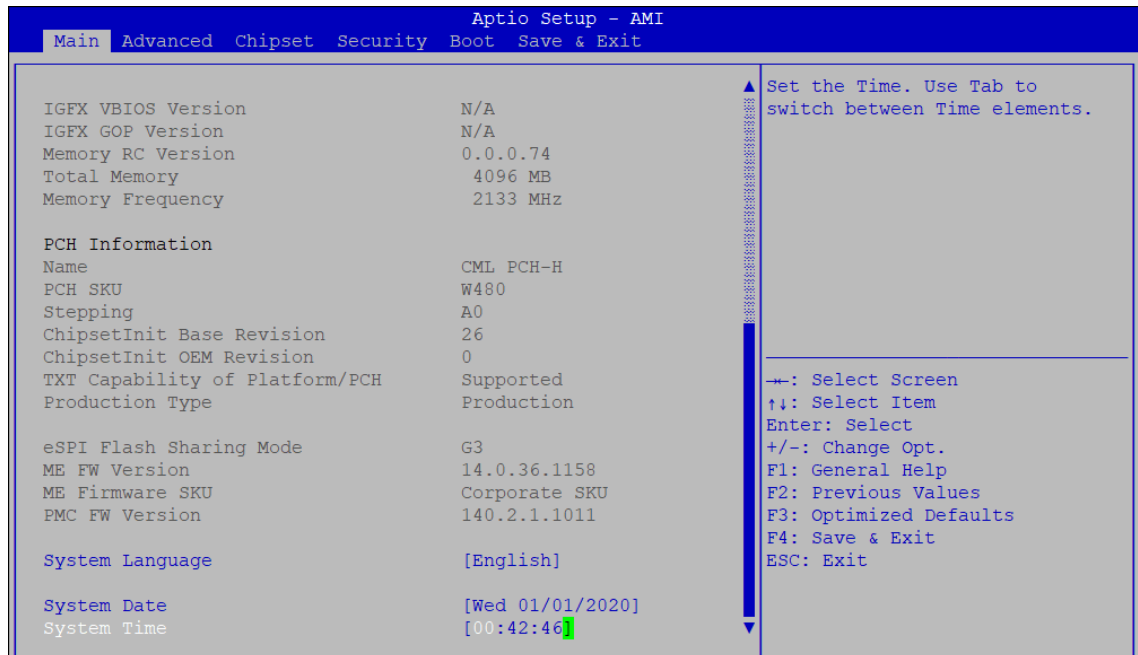 Aptio Setup – AMI
Main Advanced Chipset Security Boot Save & Exit
IGFX VBIOS Version N/A
IGFX GOP Version N/A
Memory RC Version 0.0.0.74
Total Memory 4096 MB
Memory Frequency 2133 MHz
PCH Information
Name CML PCH-H
PCH SKU W480
Stepping A0
ChipsetInit Base Revision 26
ChipsetInit OEM Revision 0
TXT Capability of Platform/PCH Supported
Production Type Production
eSPI Flash Sharing Mode G3
ME FW Version 14.0.36.1158
ME Firmware SKU Corporate SKU
PMC FW Version 140.2.1.1011
System Language [English]
System Date [Wed 01/01/2020]
System Time [00:42:46]
Set the Time. Use Tab to
switch between Time elements.
→←: Select Screen
↑↓: Select Item
Enter: Select
+/-: Change Opt.
F1: General Help
F2: Previous Values
F3: Optimized Defaults
F4: Save & Exit
ESC: Exit